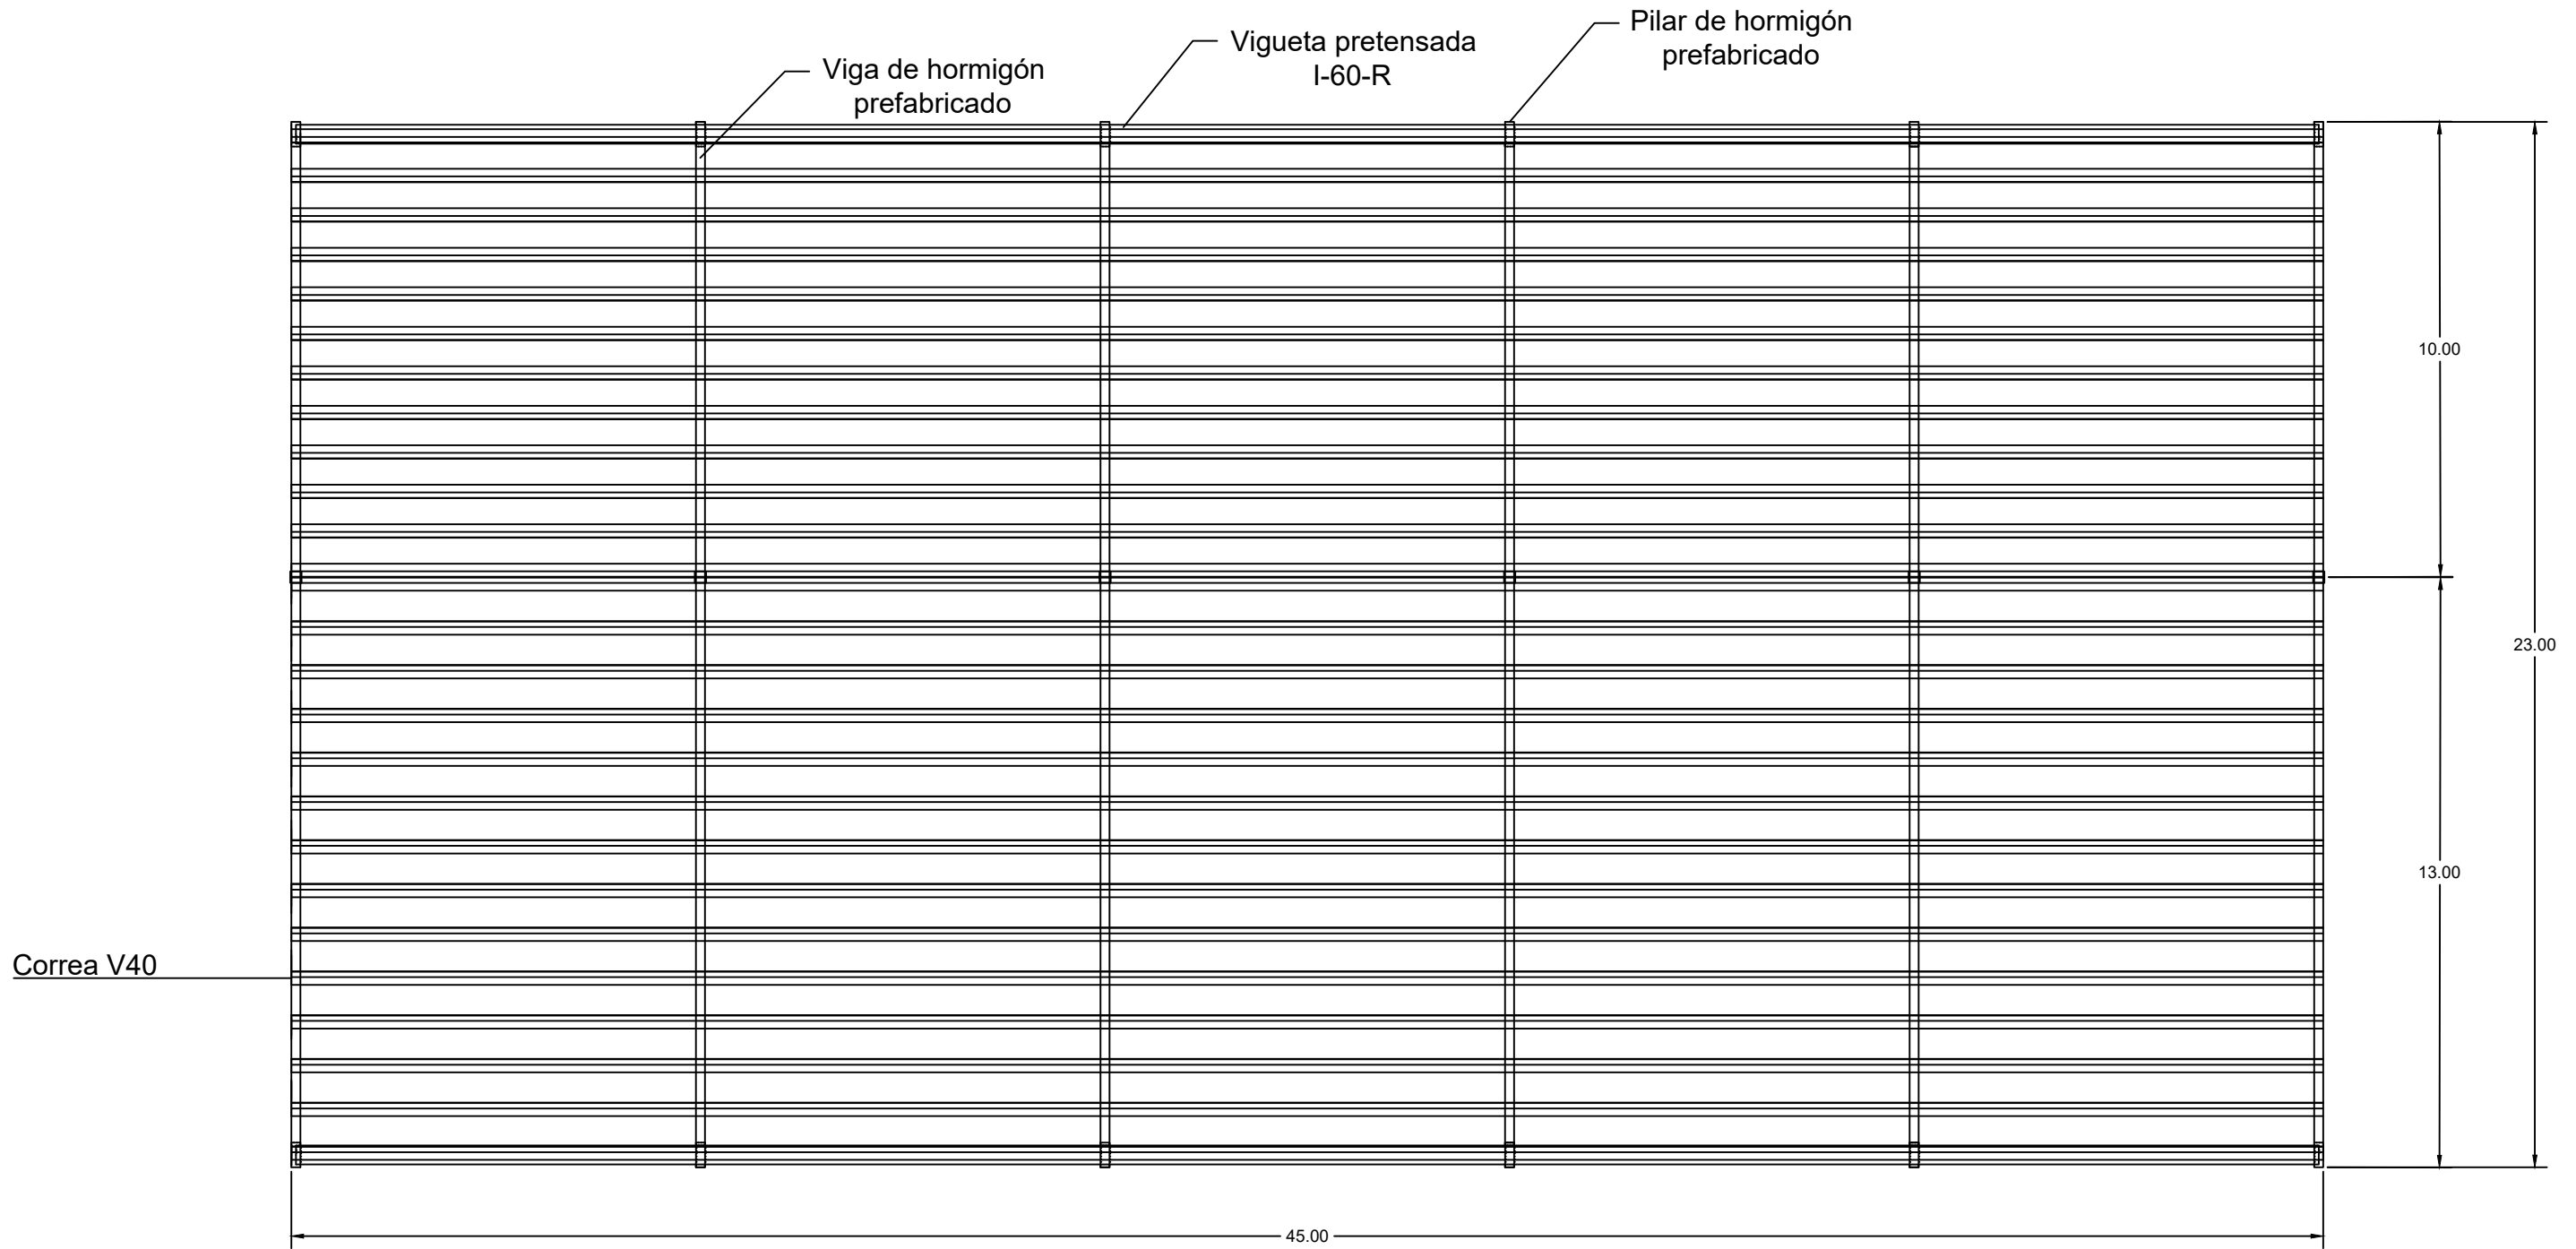 Pilar de hormigón
prefabricado
Vigueta pretensada
I-60-R
Viga de hormigón
prefabricado
10.00
23.00
13.00
Correa V40
45.00